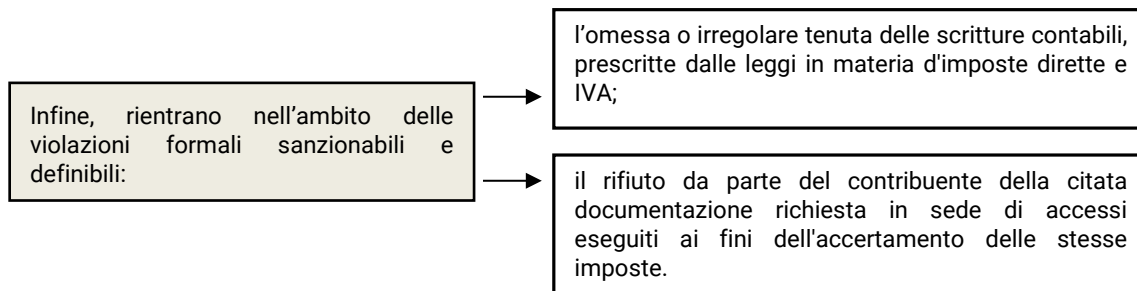 Infine, rientrano nell'ambito delle
violazioni formali sanzionabili e
definibili:
l'omessa o irregolare tenuta delle scritture contabili,
prescritte dalle leggi in materia d'imposte dirette e
IVA;
il rifiuto da parte del contribuente della citata
documentazione richiesta in sede di accessi
eseguiti ai fini dell'accertamento delle stesse
imposte.